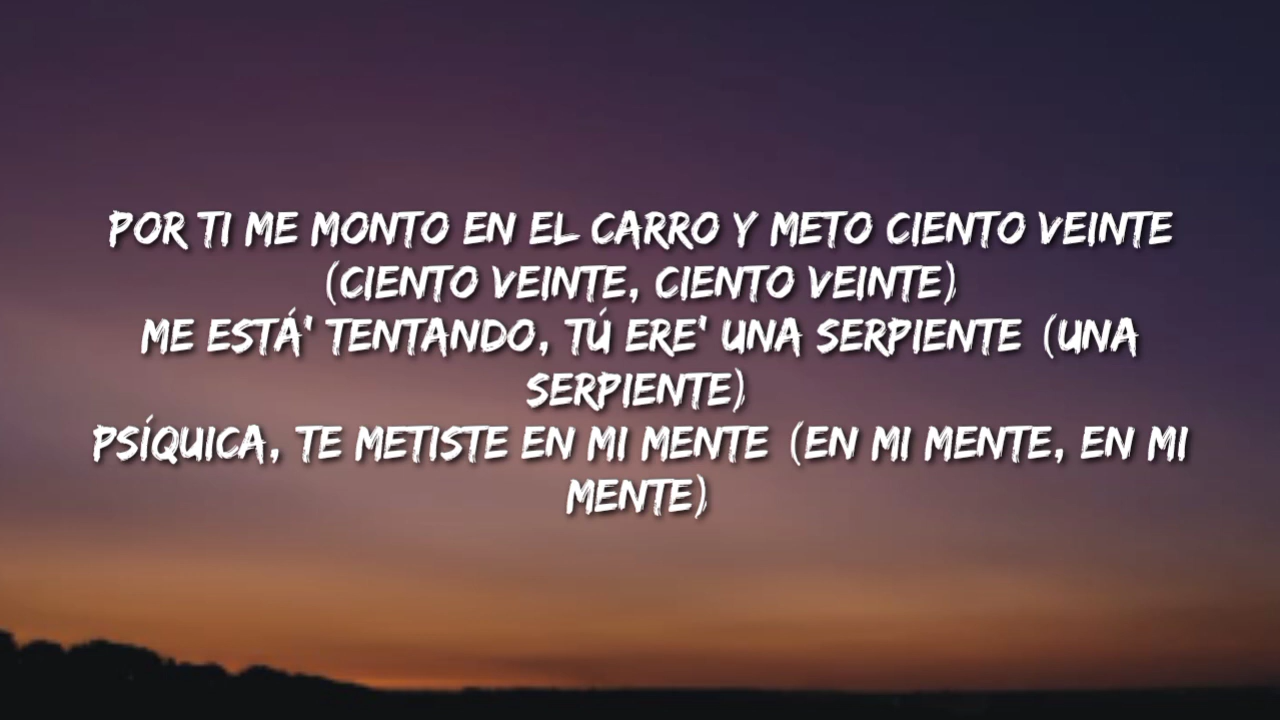 POR TI ME MONTO EN EL CARRO Y METO CIENTO VEINTE
(CIENTO VEINTE, CIENTO VEINTE)
ME ESTÁ' TENTANDO, TÚ ERE' UNA SERPIENTE (UNA
SERPIENTE)
PSÍQUICA, TE METISTE EN MI MENTE (EN MI MENTE, EN MI
MENTE)